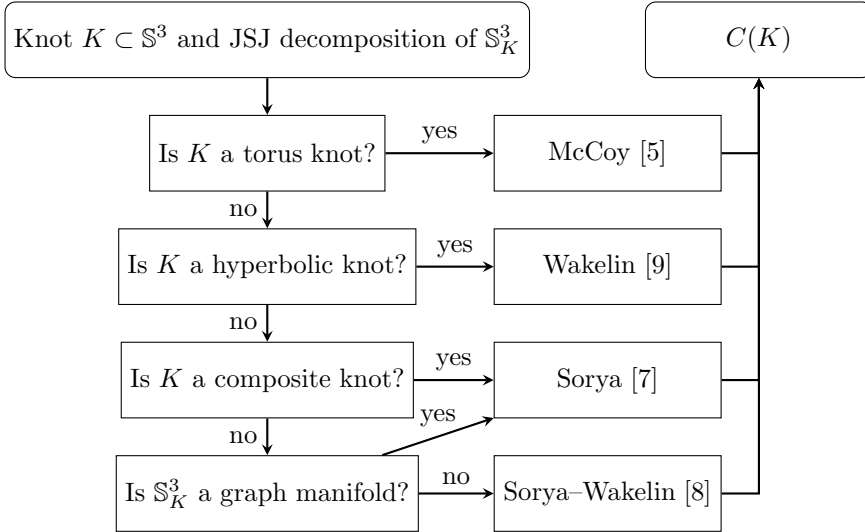 Knot K ⊂ 𝕊³ and JSJ decomposition of 𝕊³_K
C(K)
Is K a torus knot?
yes
McCoy [5]
no
Is K a hyperbolic knot?
yes
Wakelin [9]
no
Is K a composite knot?
yes
Sorya [7]
no
yes
Is 𝕊³_K a graph manifold?
no
Sorya–Wakelin [8]